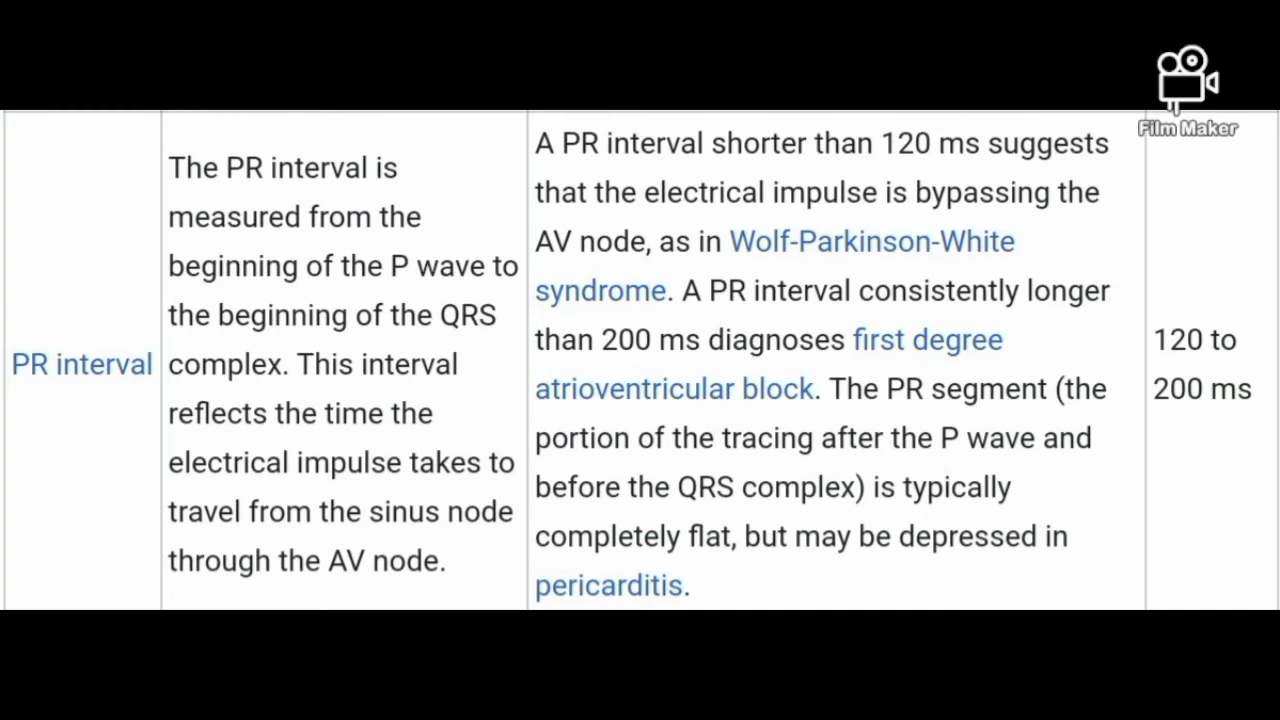 Film Maker
PR interval
The PR interval is
measured from the
beginning of the P wave to
the beginning of the QRS
complex. This interval
reflects the time the
electrical impulse takes to
travel from the sinus node
through the AV node.
A PR interval shorter than 120 ms suggests
that the electrical impulse is bypassing the
AV node, as in Wolf-Parkinson-White
syndrome. A PR interval consistently longer
than 200 ms diagnoses first degree
atrioventricular block. The PR segment (the
portion of the tracing after the P wave and
before the QRS complex) is typically
completely flat, but may be depressed in
pericarditis.
120 to
200 ms